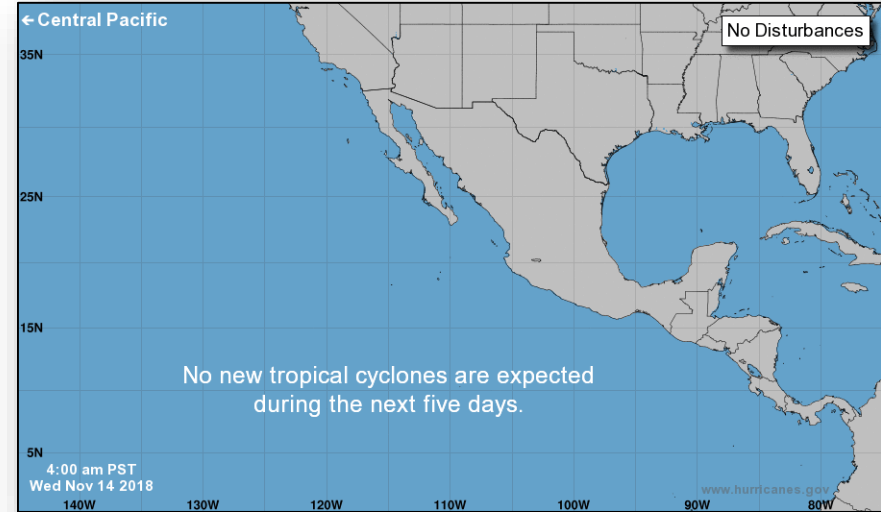 ← Central Pacific
No Disturbances
35N
25N
15N
No new tropical cyclones are expected
during the next five days.
5N
4:00 am PST
Wed Nov 14 2018
www.hurricanes.gov
140W 130W 120W 110W 100W 90W 80W